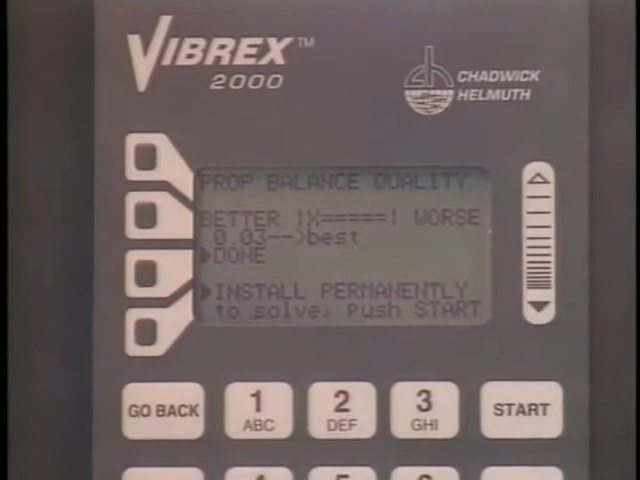 VIBREX™
2000
CHADWICK
HELMUTH
PROP BALANCE QUALITY
BETTER |X=====| WORSE
0.03-->best
▶DONE
▶INSTALL PERMANENTLY
to solve, Push START
GO BACK
1
ABC
2
DEF
3
GHI
START